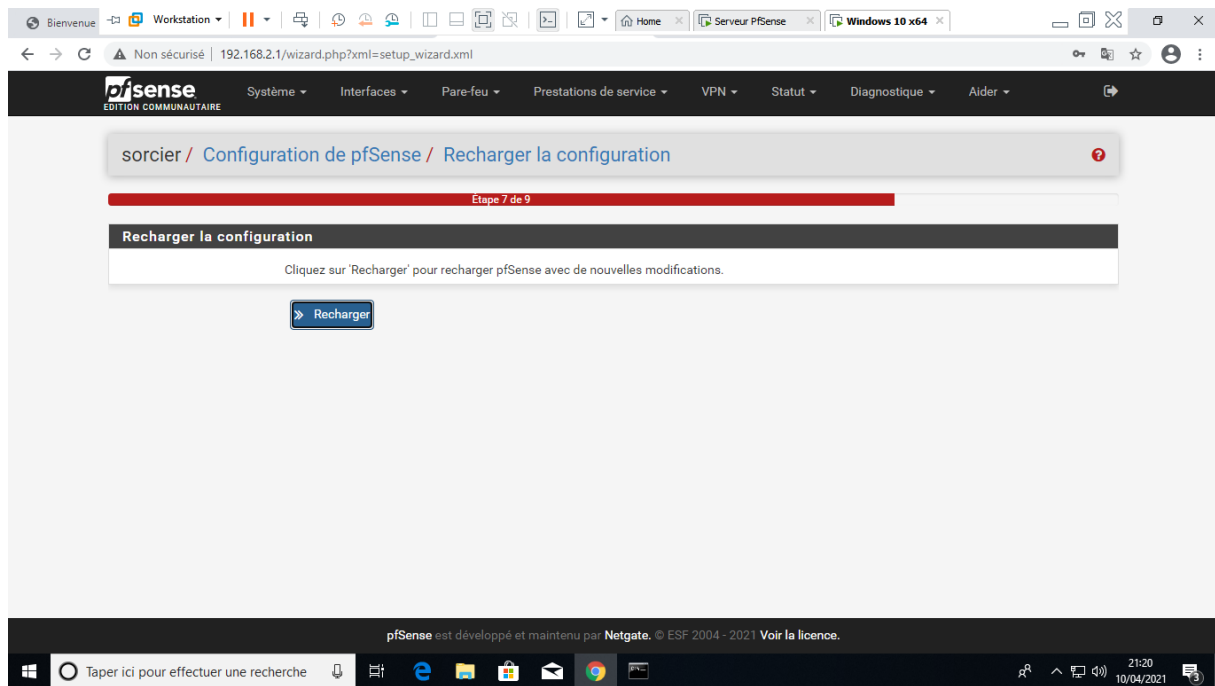 Bienvenue
Workstation
Home
Serveur PfSense
Windows 10 x64
Non sécurisé | 192.168.2.1/wizard.php?xml=setup_wizard.xml
pfsense
EDITION COMMUNAUTAIRE
Système
Interfaces
Pare-feu
Prestations de service
VPN
Statut
Diagnostique
Aider
sorcier / Configuration de pfSense / Recharger la configuration
Étape 7 de 9
Recharger la configuration
Cliquez sur 'Recharger' pour recharger pfSense avec de nouvelles modifications.
Recharger
pfSense est développé et maintenu par Netgate. © ESF 2004 - 2021 Voir la licence.
Taper ici pour effectuer une recherche
21:20
10/04/2021
3